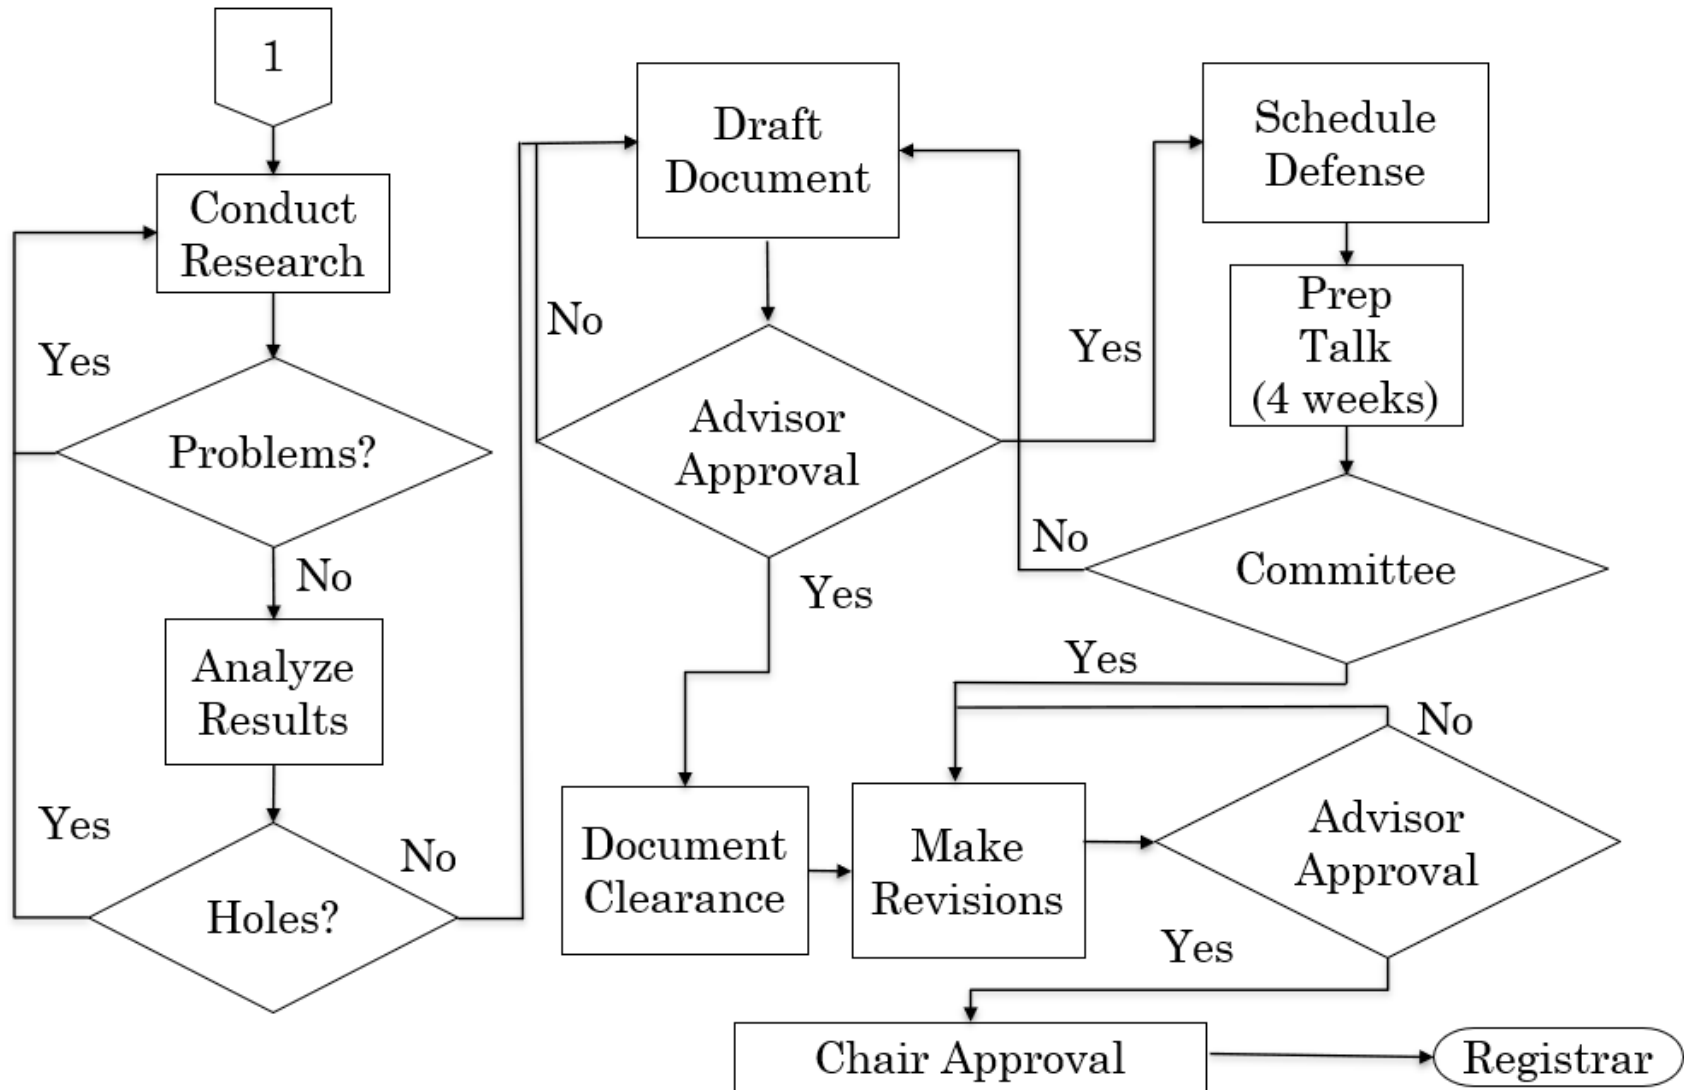 1
Conduct
Research
Yes
Problems?
No
Analyze
Results
Yes
Holes?
No
Draft
Document
No
Advisor
Approval
Yes
Yes
Schedule
Defense
Prep
Talk
(4 weeks)
Committee
No
Yes
Document
Clearance
Make
Revisions
No
Advisor
Approval
Yes
Chair Approval
Registrar